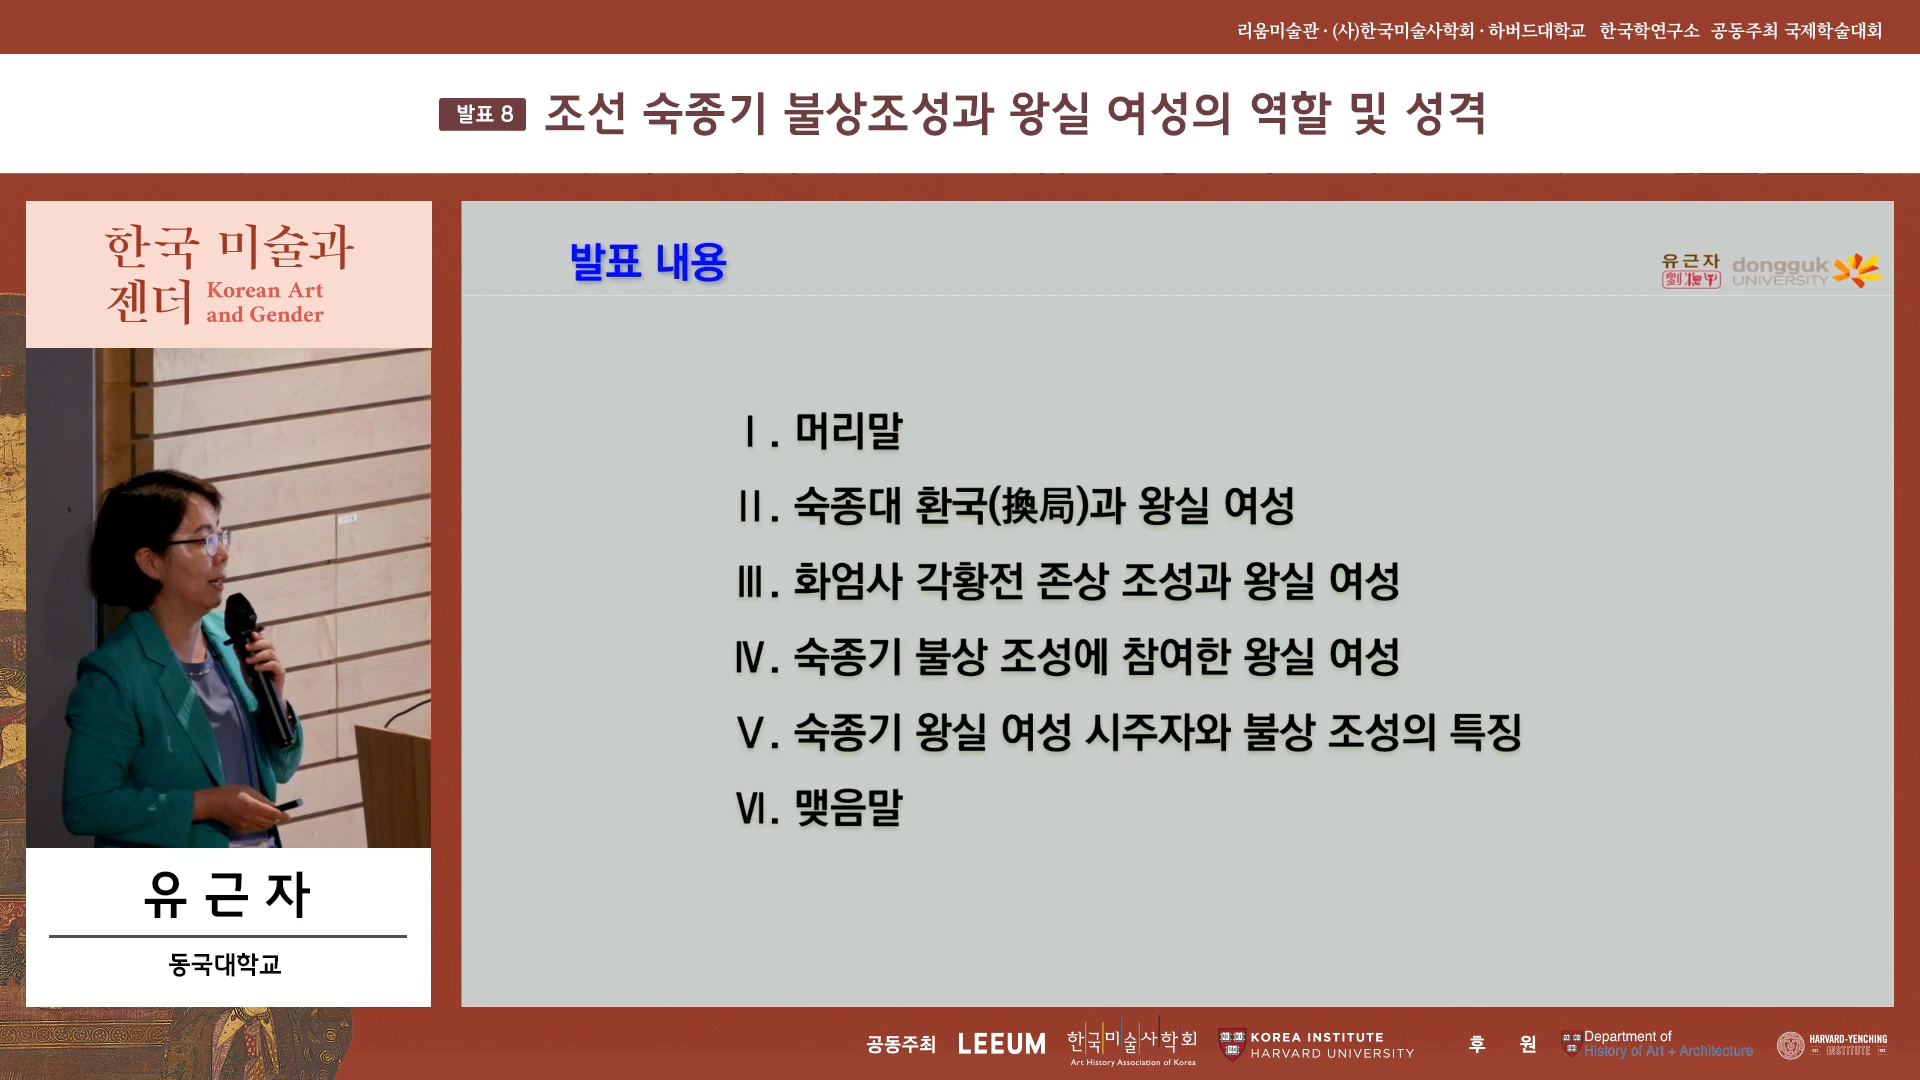 리움미술관 · (사)한국미술사학회 · 하버드대학교 한국학연구소 공동주최 국제학술대회
발표 8 조선 숙종기 불상조성과 왕실 여성의 역할 및 성격
한국 미술과
젠더 Korean Art
and Gender
유 근 자
동국대학교
발표 내용
유근자
dongguk
UNIVERSITY
Ⅰ. 머리말
Ⅱ. 숙종대 환국(換局)과 왕실 여성
Ⅲ. 화엄사 각황전 존상 조성과 왕실 여성
Ⅳ. 숙종기 불상 조성에 참여한 왕실 여성
Ⅴ. 숙종기 왕실 여성 시주자와 불상 조성의 특징
Ⅵ. 맺음말
공동주최 LEEUM 한국미술사학회
Art History Association of Korea
KOREA INSTITUTE
HARVARD UNIVERSITY
후 원
Department of
History of Art + Architecture
HARVARD-YENCHING
INSTITUTE